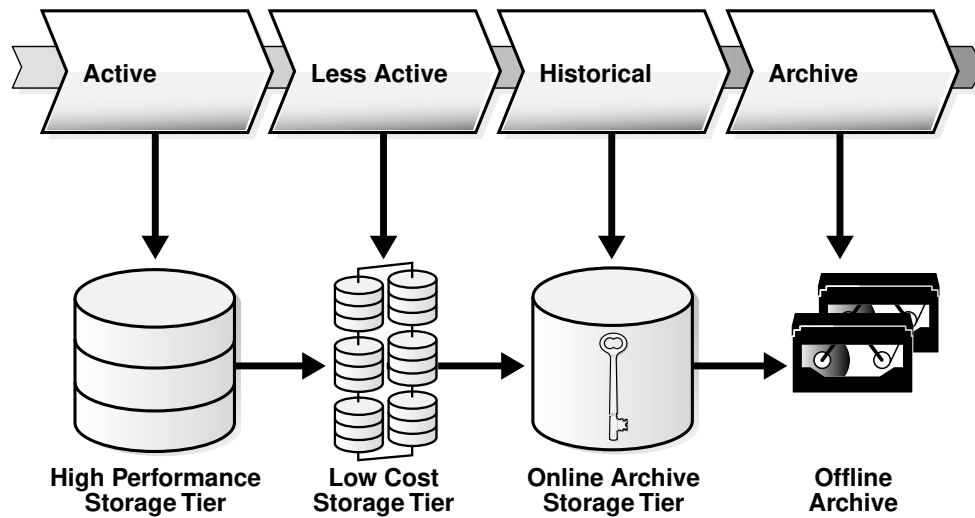 Active
Less Active
Historical
Archive
High Performance
Storage Tier
Low Cost
Storage Tier
Online Archive
Storage Tier
Offline
Archive